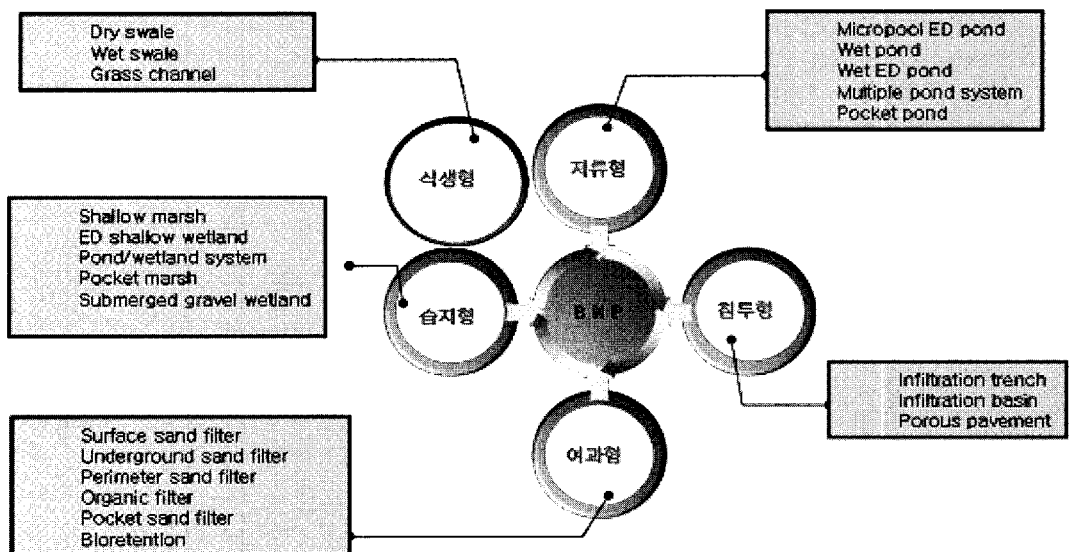 Dry swale
Wet swale
Grass channel
Micropool ED pond
Wet pond
Wet ED pond
Multiple pond system
Pocket pond
식생형
저류형
Shallow marsh
ED shallow wetland
Pond/wetland system
Pocket marsh
Submerged gravel wetland
습지형
BMP
침투형
Infiltration trench
Infiltration basin
Porous pavement
여과형
Surface sand filter
Underground sand filter
Perimeter sand filter
Organic filter
Pocket sand filter
Bioretention